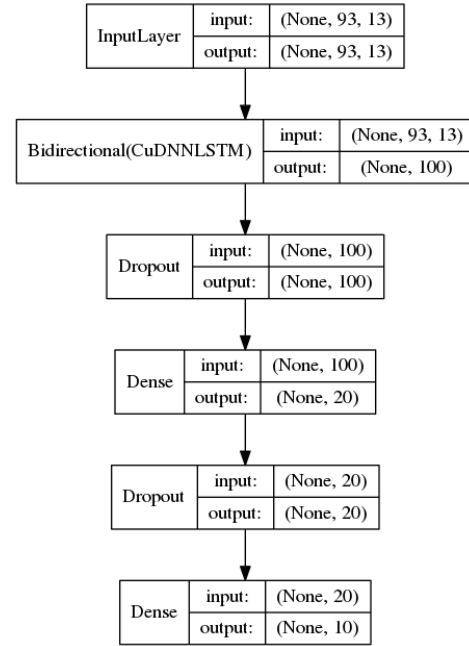 InputLayer
input: (None, 93, 13)
output: (None, 93, 13)
Bidirectional(CuDNNLSTM)
input: (None, 93, 13)
output: (None, 100)
Dropout
input: (None, 100)
output: (None, 100)
Dense
input: (None, 100)
output: (None, 20)
Dropout
input: (None, 20)
output: (None, 20)
Dense
input: (None, 20)
output: (None, 10)